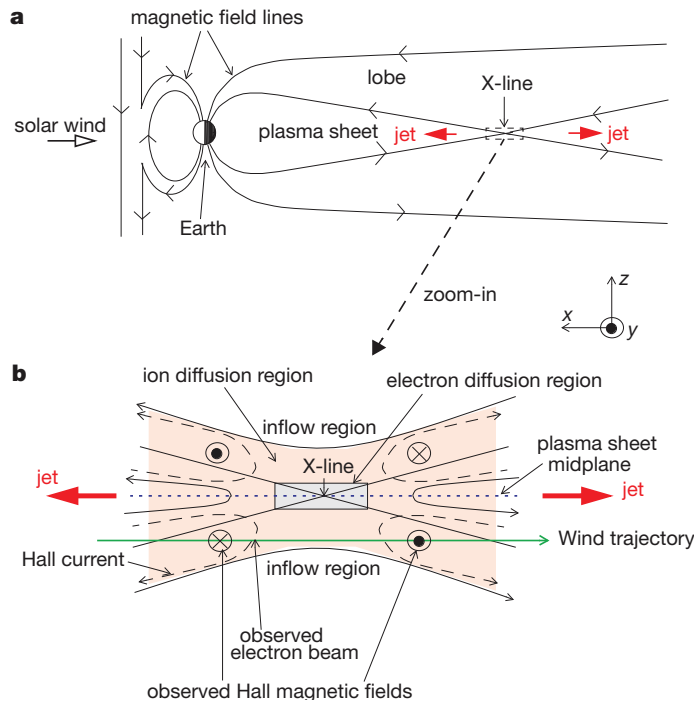 a
magnetic field lines
lobe
X-line
solar wind
plasma sheet
jet
jet
Earth
zoom-in
z
x
y
b
ion diffusion region
electron diffusion region
inflow region
plasma sheet
midplane
X-line
jet
jet
Wind trajectory
Hall current
inflow region
observed
electron beam
observed Hall magnetic fields